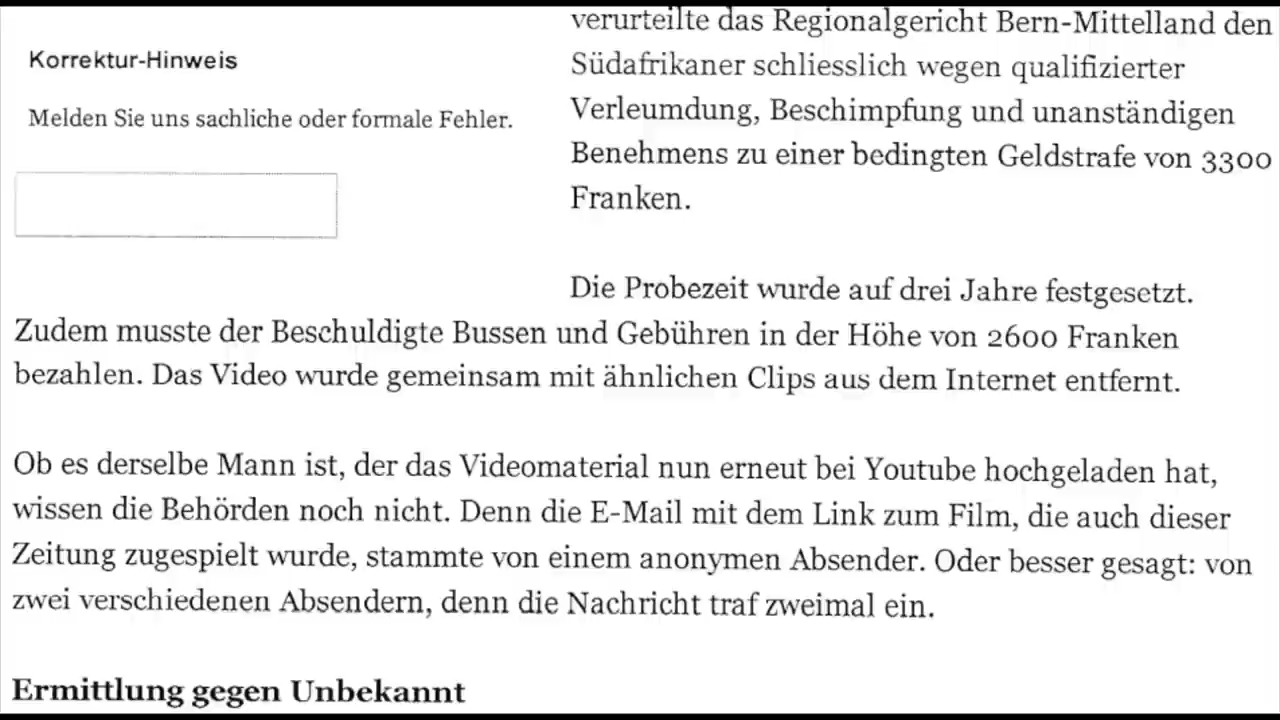 Korrektur-Hinweis
Melden Sie uns sachliche oder formale Fehler.
verurteilte das Regionalgericht Bern-Mittelland den
Südafrikaner schliesslich wegen qualifizierter
Verleumdung, Beschimpfung und unanständigen
Benehmens zu einer bedingten Geldstrafe von 3300
Franken.
Die Probezeit wurde auf drei Jahre festgesetzt.
Zudem musste der Beschuldigte Bussen und Gebühren in der Höhe von 2600 Franken
bezahlen. Das Video wurde gemeinsam mit ähnlichen Clips aus dem Internet entfernt.
Ob es derselbe Mann ist, der das Videomaterial nun erneut bei Youtube hochgeladen hat,
wissen die Behörden noch nicht. Denn die E-Mail mit dem Link zum Film, die auch dieser
Zeitung zugespielt wurde, stammte von einem anonymen Absender. Oder besser gesagt: von
zwei verschiedenen Absendern, denn die Nachricht traf zweimal ein.
Ermittlung gegen Unbekannt